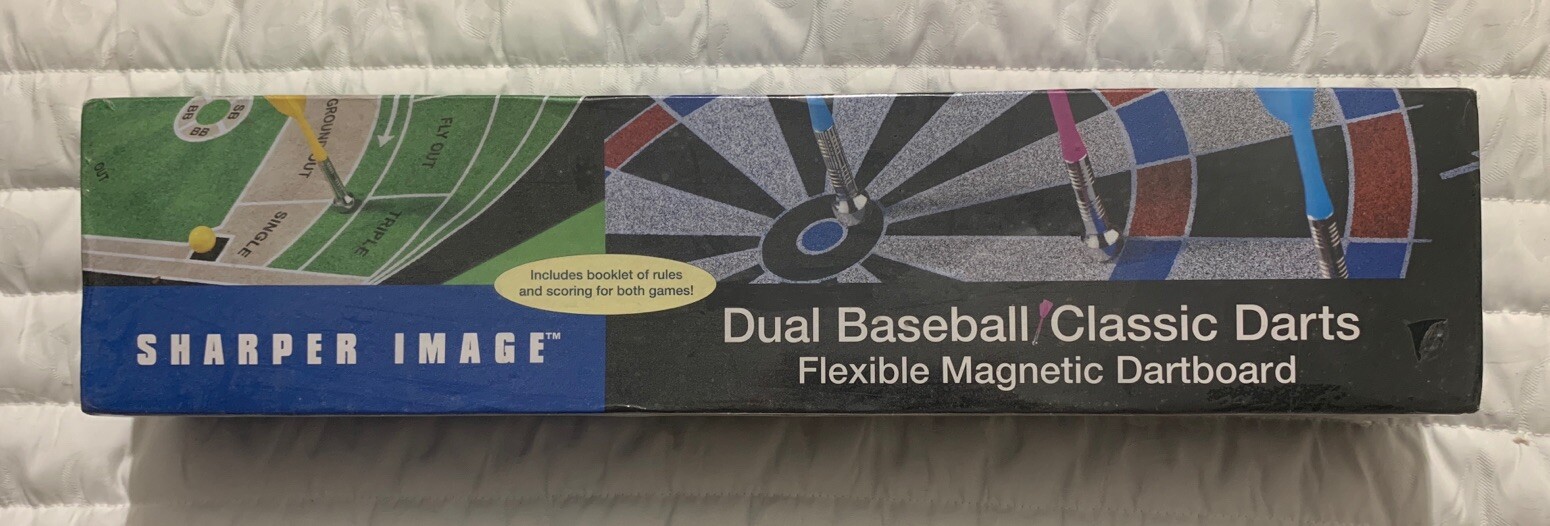 SB
BB
BB
OUT
GROUND OUT
FLY OUT
SINGLE
TRIPLE
Includes booklet of rules
and scoring for both games!
SHARPER IMAGE™
Dual Baseball/Classic Darts
Flexible Magnetic Dartboard